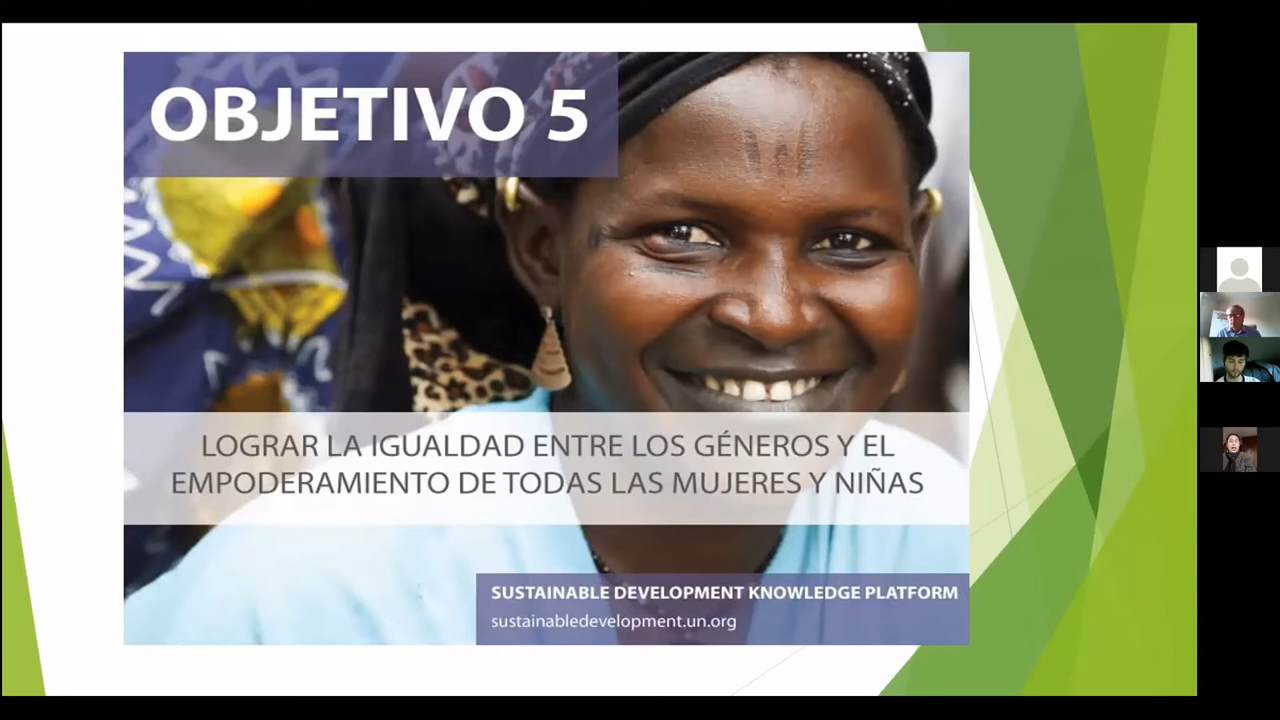 OBJETIVO 5
LOGRAR LA IGUALDAD ENTRE LOS GÉNEROS Y EL
EMPODERAMIENTO DE TODAS LAS MUJERES Y NIÑAS
SUSTAINABLE DEVELOPMENT KNOWLEDGE PLATFORM
sustainabledevelopment.un.org